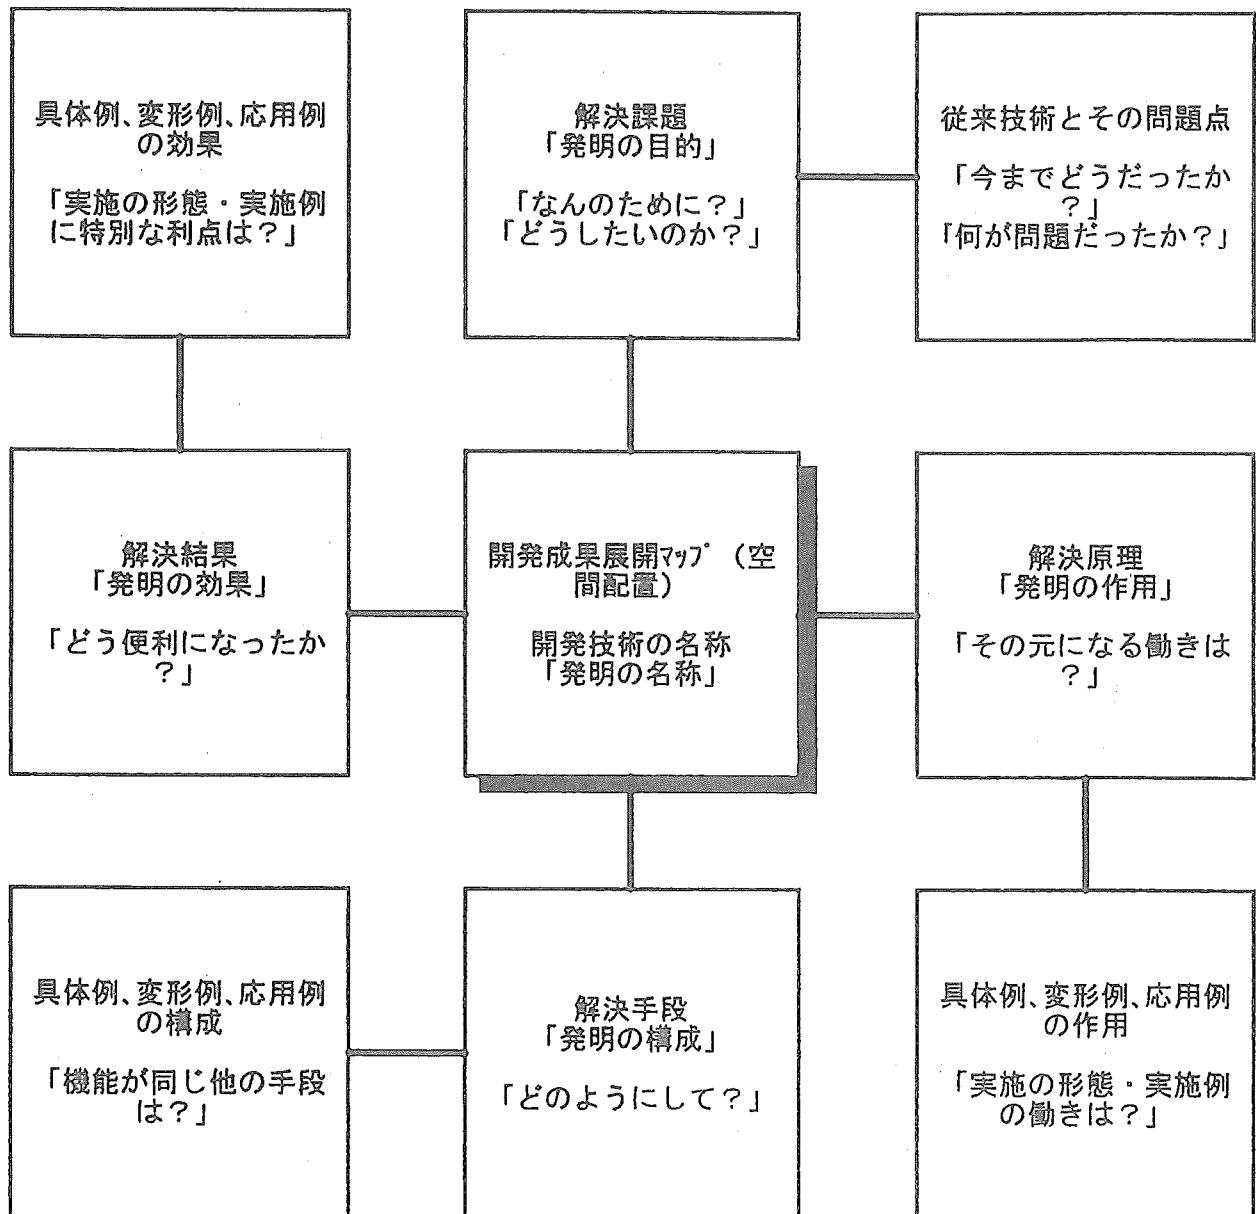 具体例、変形例、応用例
の効果
「実施の形態・実施例
に特別な利点は？」
解決課題
「発明の目的」
「なんのために？」
「どうしたいのか？」
従来技術とその問題点
「今までどうだったか
？」
「何が問題だったか？」
解決結果
「発明の効果」
「どう便利になったか
？」
開発成果展開ﾏｯﾌﾟ（空
間配置）
開発技術の名称
「発明の名称」
解決原理
「発明の作用」
「その元になる働きは
？」
具体例、変形例、応用例
の構成
「機能が同じ他の手段
は？」
解決手段
「発明の構成」
「どのようにして？」
具体例、変形例、応用例
の作用
「実施の形態・実施例
の働きは？」